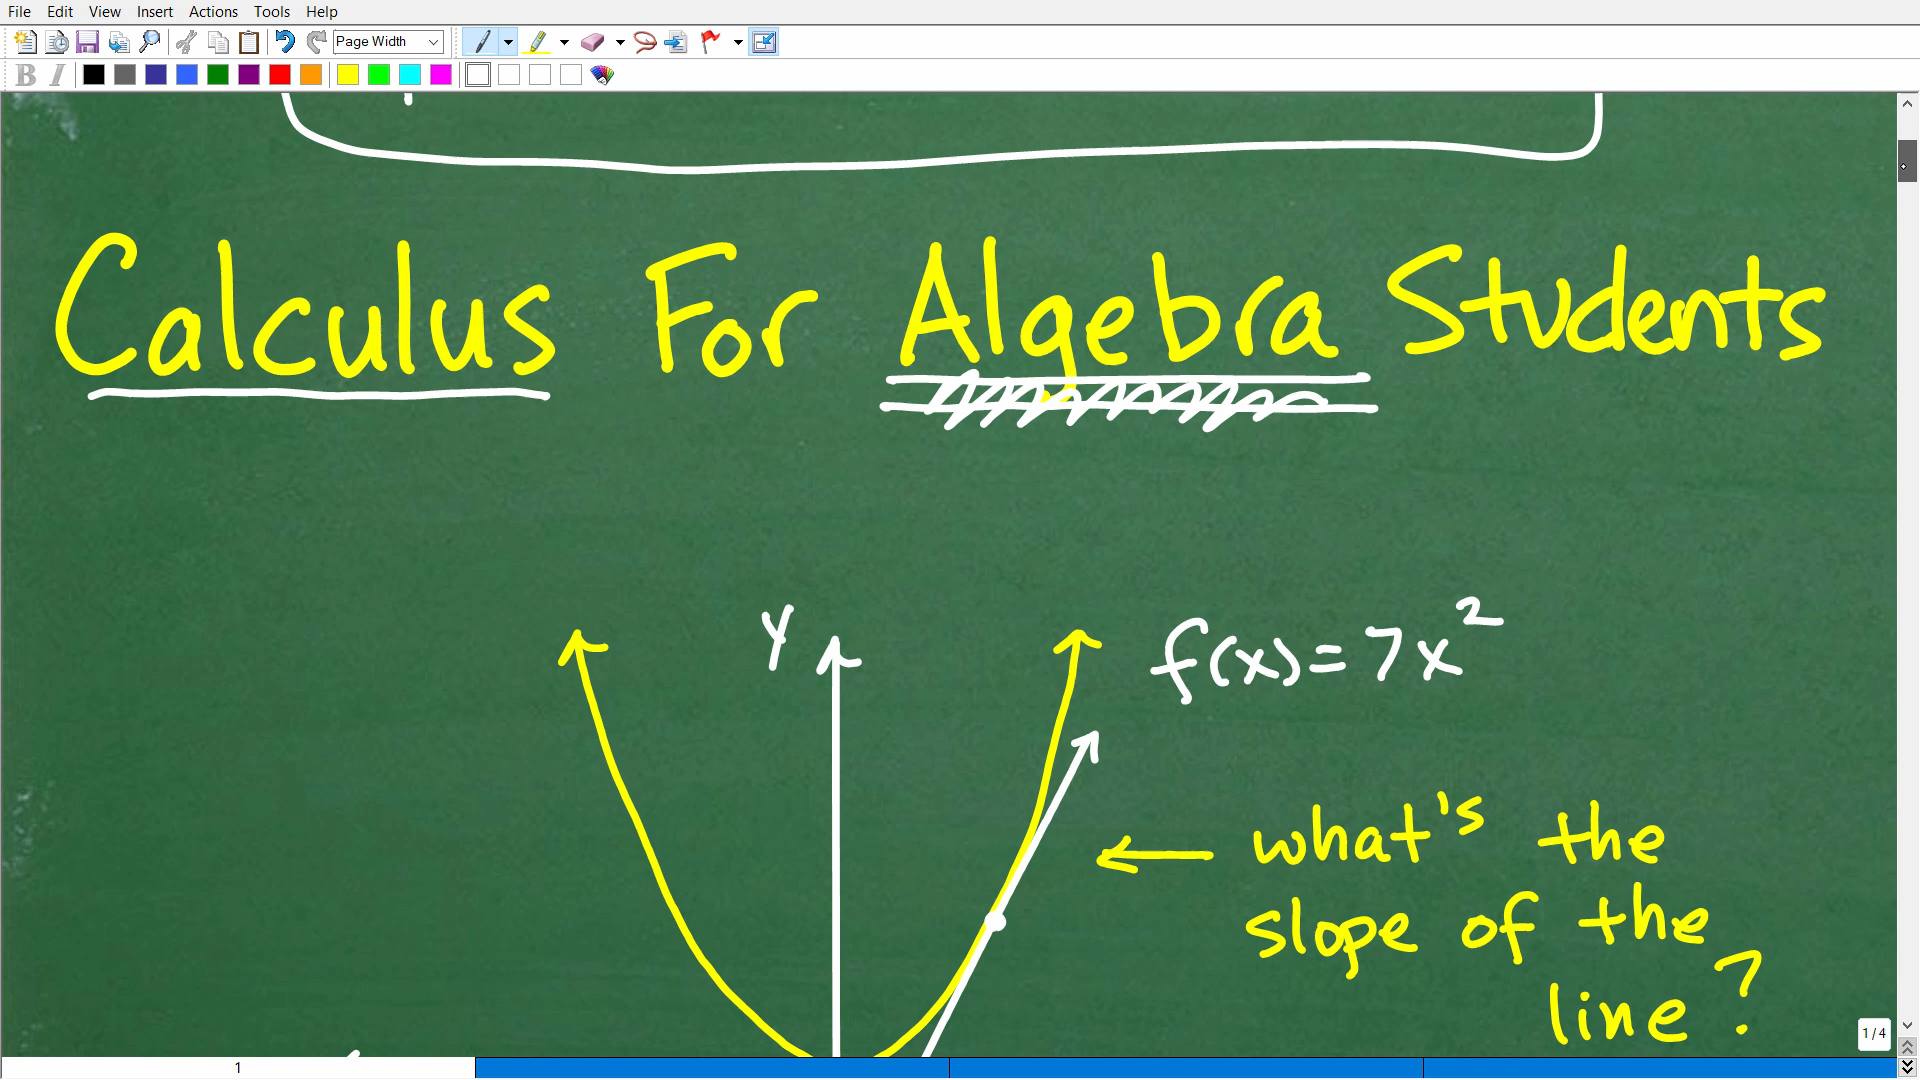 File Edit View Insert Actions Tools Help
Page Width
B I
Calculus For Algebra Students
Y
f(x)=7x²
what's the
slope of the
line?
1/4
1